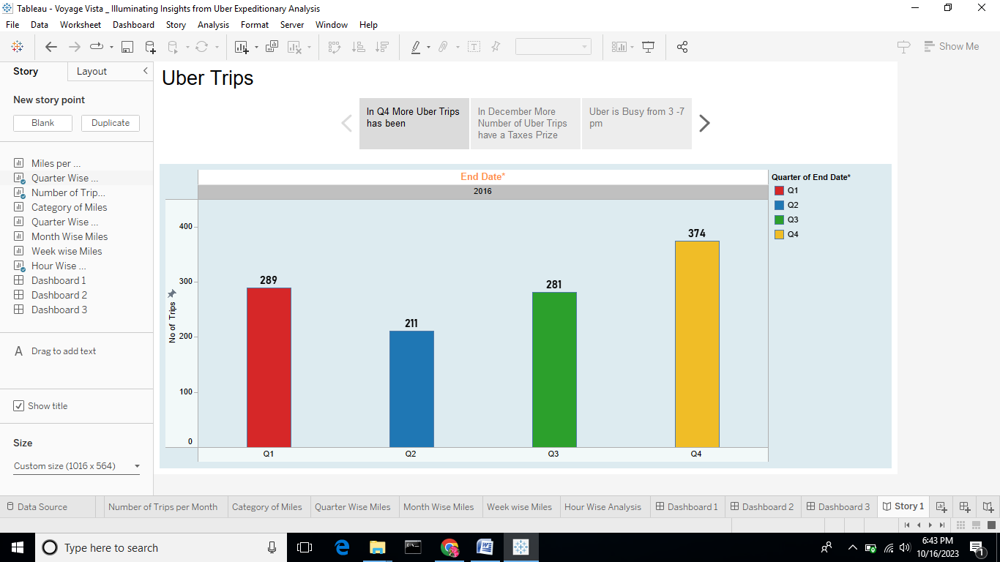 Tableau - Voyage Vista _ Illuminating Insights from Uber Expeditionary Analysis
File Data Worksheet Dashboard Story Analysis Format Server Window Help
Show Me
Story Layout
New story point
Blank Duplicate
Miles per ...
Quarter Wise ...
Number of Trip...
Category of Miles
Quarter Wise ...
Month Wise Miles
Week wise Miles
Hour Wise ...
Dashboard 1
Dashboard 2
Dashboard 3
A Drag to add text
Show title
Size
Custom size (1016 x 564)
Uber Trips
In Q4 More Uber Trips
has been
In December More
Number of Uber Trips
have a Taxes Prize
Uber is Busy from 3 -7
pm
End Date*
2016
No of Trips
400
300
200
100
0
289
211
281
374
Q1 Q2 Q3 Q4
Quarter of End Date*
Q1
Q2
Q3
Q4
Data Source Number of Trips per Month Category of Miles Quarter Wise Miles Month Wise Miles Week wise Miles Hour Wise Analysis Dashboard 1 Dashboard 2 Dashboard 3 Story 1
Type here to search
6:43 PM
10/16/2023
1